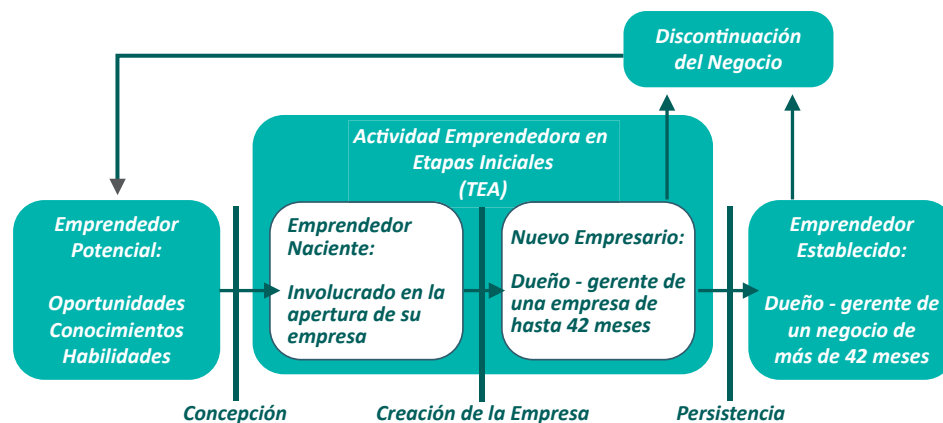 Discontinuación
del Negocio
Actividad Emprendedora en
Etapas Iniciales
(TEA)
Emprendedor
Potencial:
Oportunidades
Conocimientos
Habilidades
Emprendedor
Naciente:
Involucrado en la
apertura de su
empresa
Nuevo Empresario:
Dueño - gerente de
una empresa de
hasta 42 meses
Emprendedor
Establecido:
Dueño - gerente de
un negocio de
más de 42 meses
Concepción
Creación de la Empresa
Persistencia